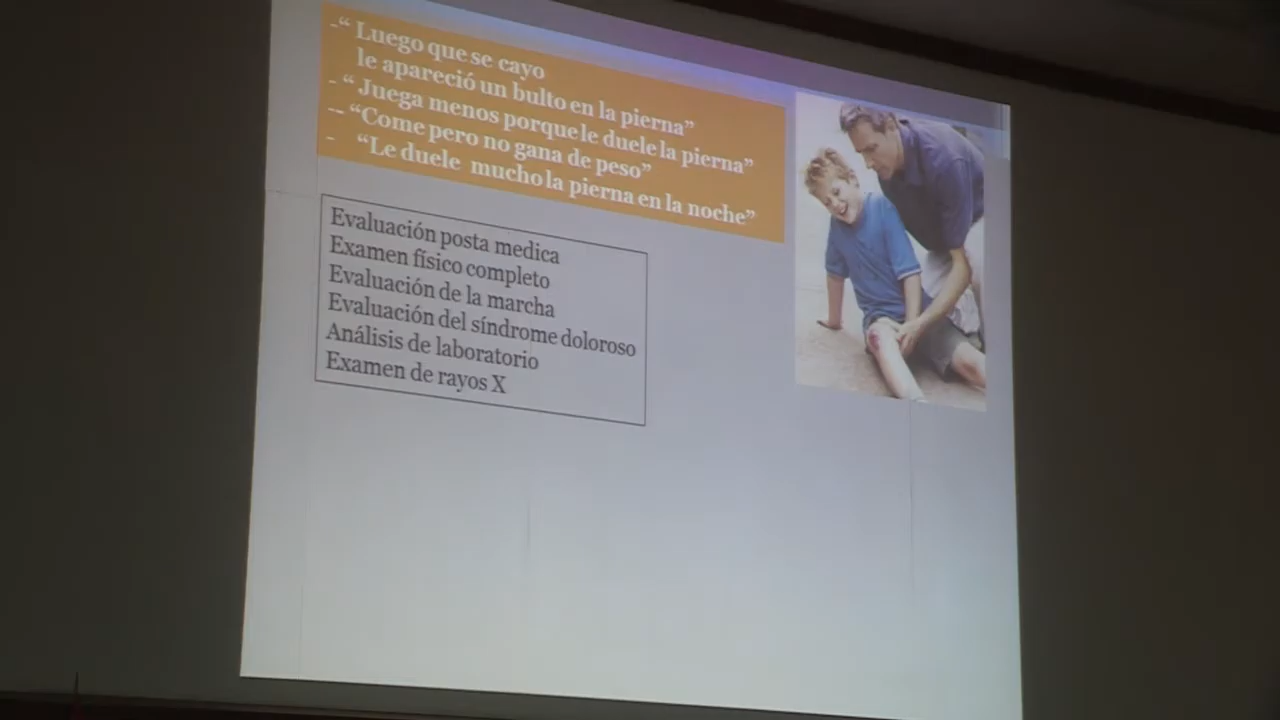 -“ Luego que se cayo
le apareció un bulto en la pierna”
- “ Juega menos porque le duele la pierna”
-- “Come pero no gana de peso”
- “Le duele mucho la pierna en la noche”
Evaluación posta medica
Examen físico completo
Evaluación de la marcha
Evaluación del síndrome doloroso
Análisis de laboratorio
Examen de rayos X